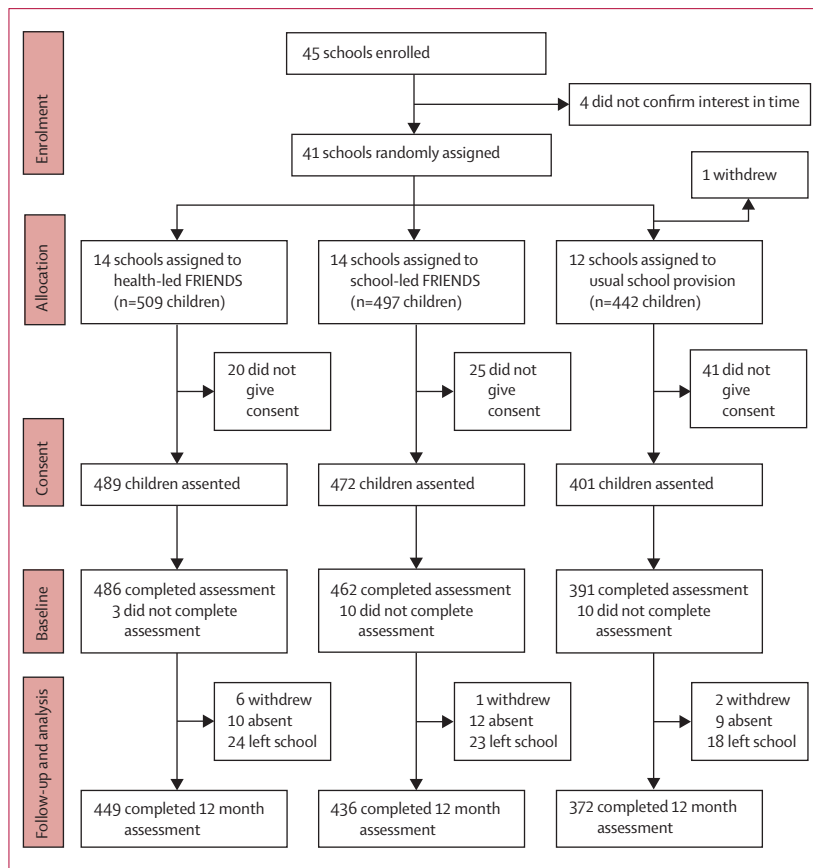 Enrolment
45 schools enrolled
4 did not confirm interest in time
41 schools randomly assigned
1 withdrew
Allocation
14 schools assigned to
health-led FRIENDS
(n=509 children)
14 schools assigned to
school-led FRIENDS
(n=497 children)
12 schools assigned to
usual school provision
(n=442 children)
20 did not
give
consent
25 did not
give
consent
41 did not
give
consent
Consent
489 children assented
472 children assented
401 children assented
Baseline
486 completed assessment
3 did not complete
assessment
462 completed assessment
10 did not complete
assessment
391 completed assessment
10 did not complete
assessment
Follow-up and analysis
6 withdrew
10 absent
24 left school
1 withdrew
12 absent
23 left school
2 withdrew
9 absent
18 left school
449 completed 12 month
assessment
436 completed 12 month
assessment
372 completed 12 month
assessment